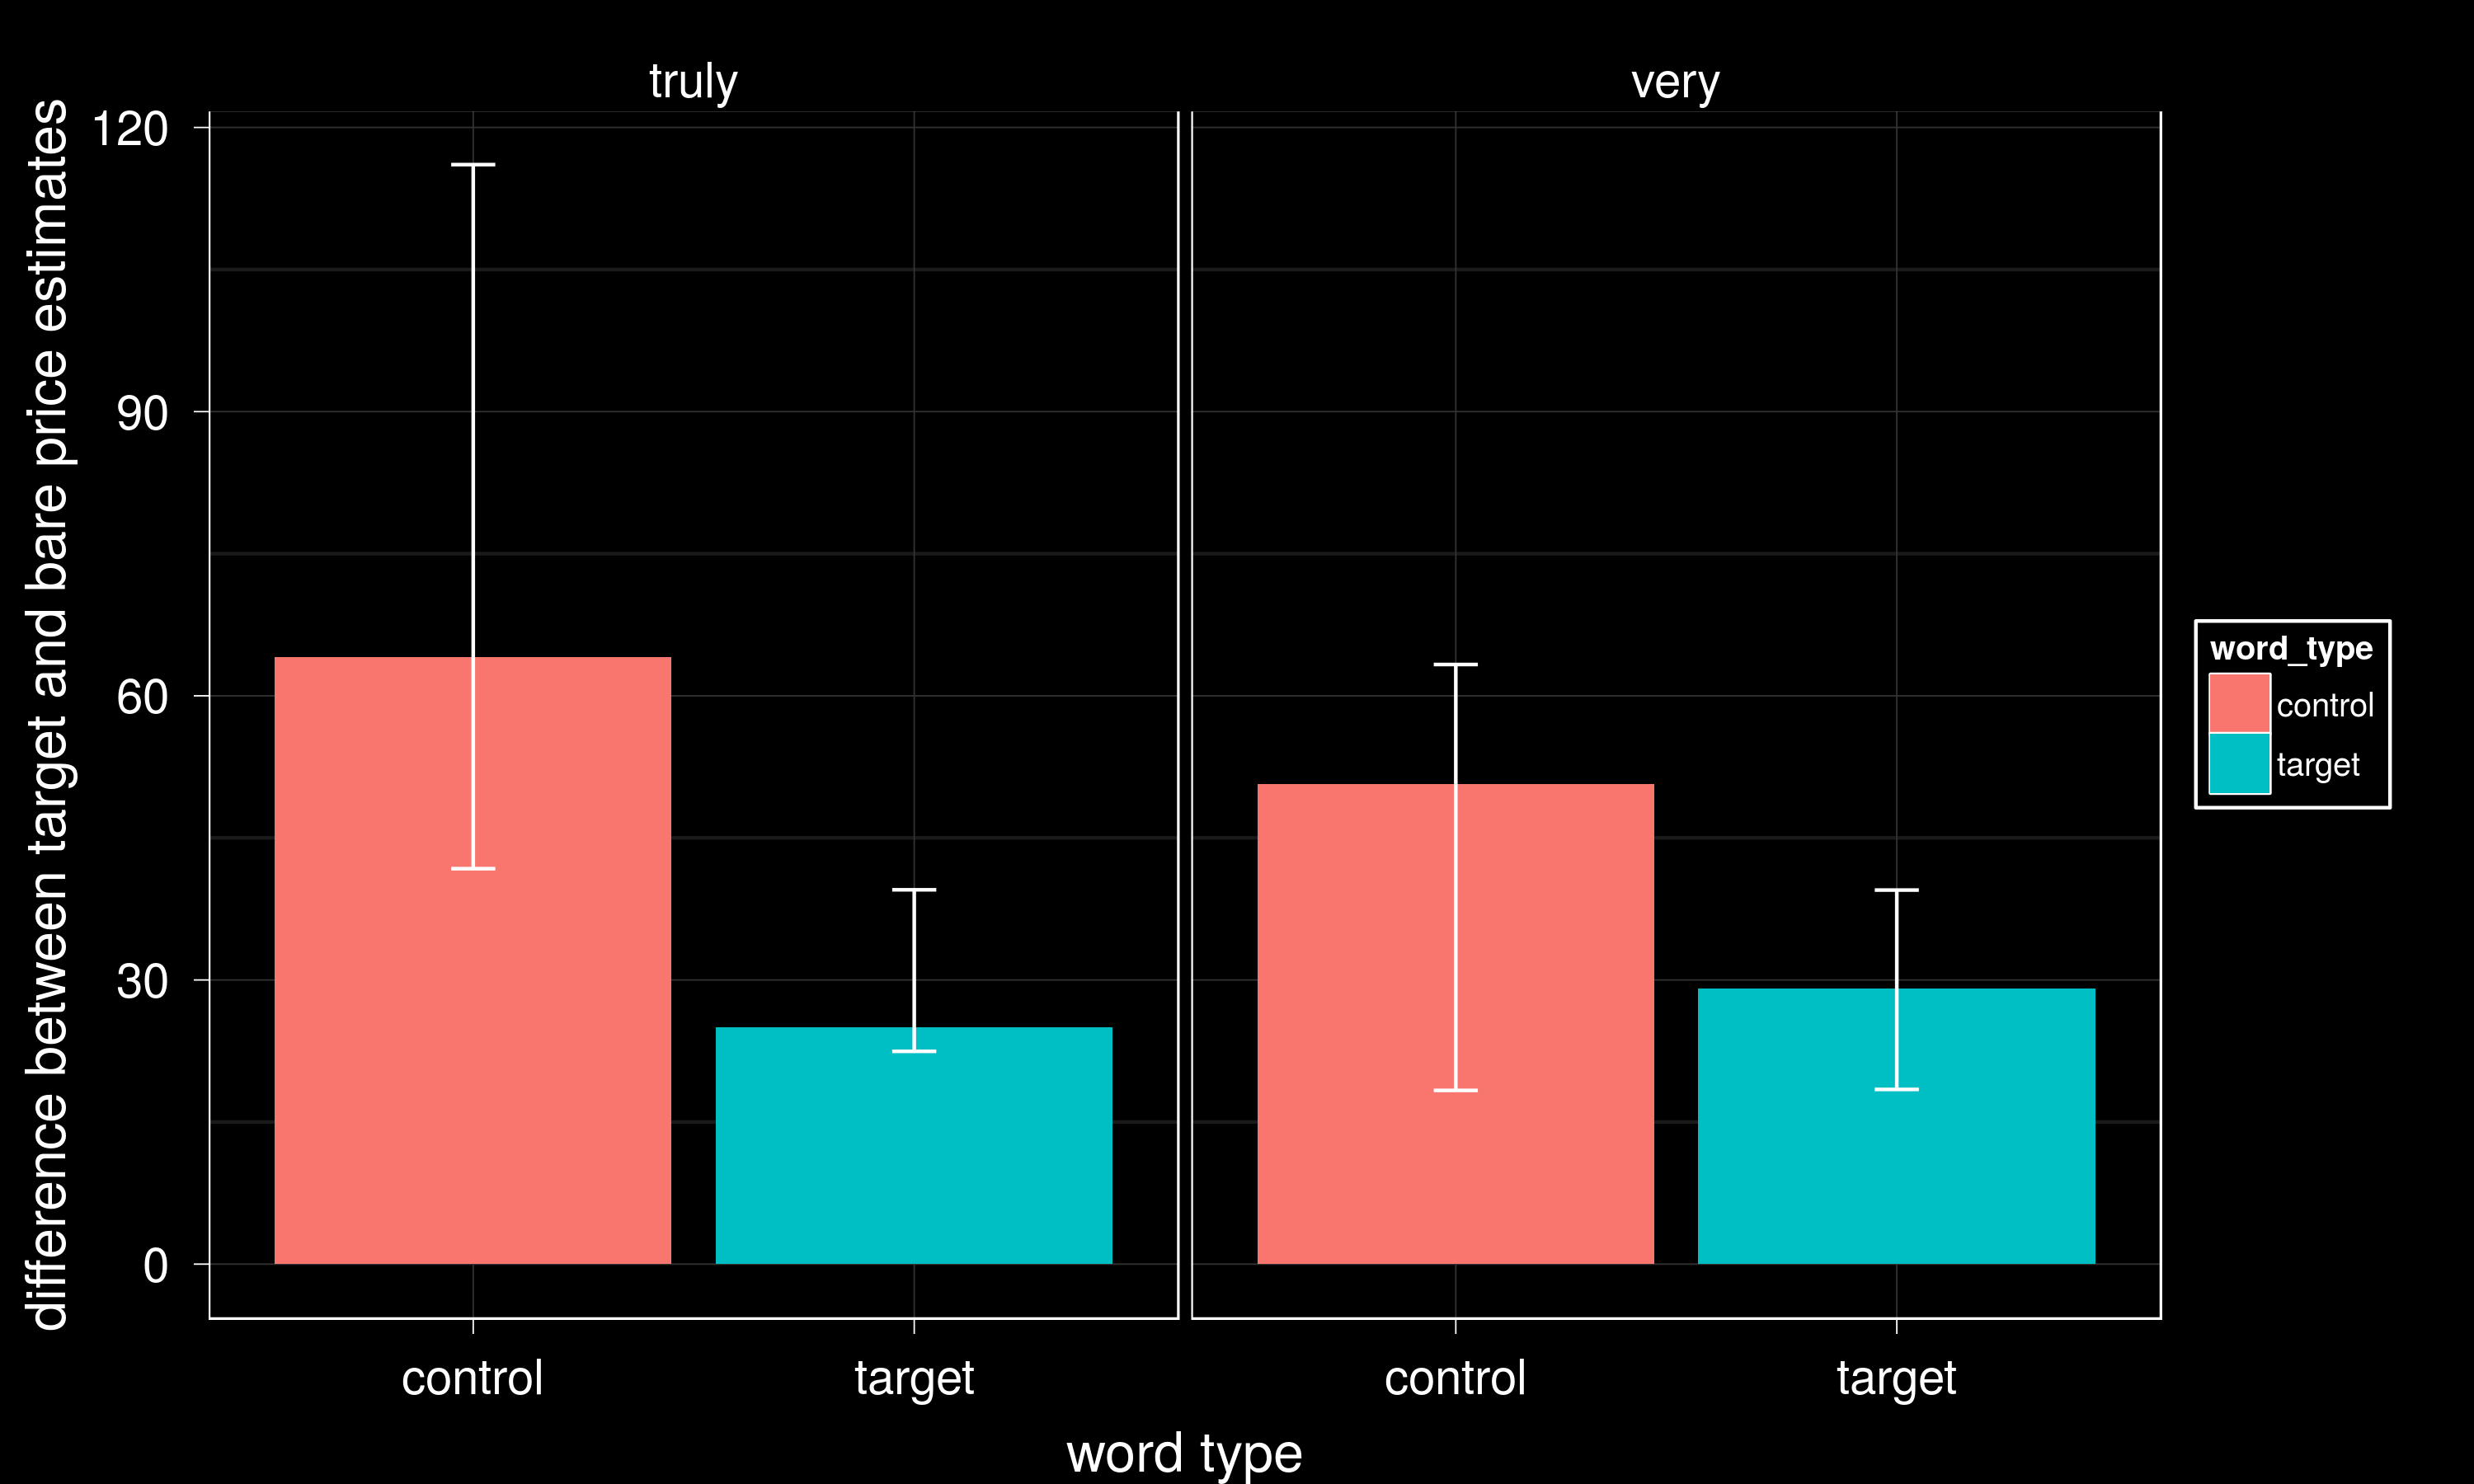 truly
very
difference between target and bare price estimates
120
90
60
30
0
control
target
control
target
word type
word_type
control
target